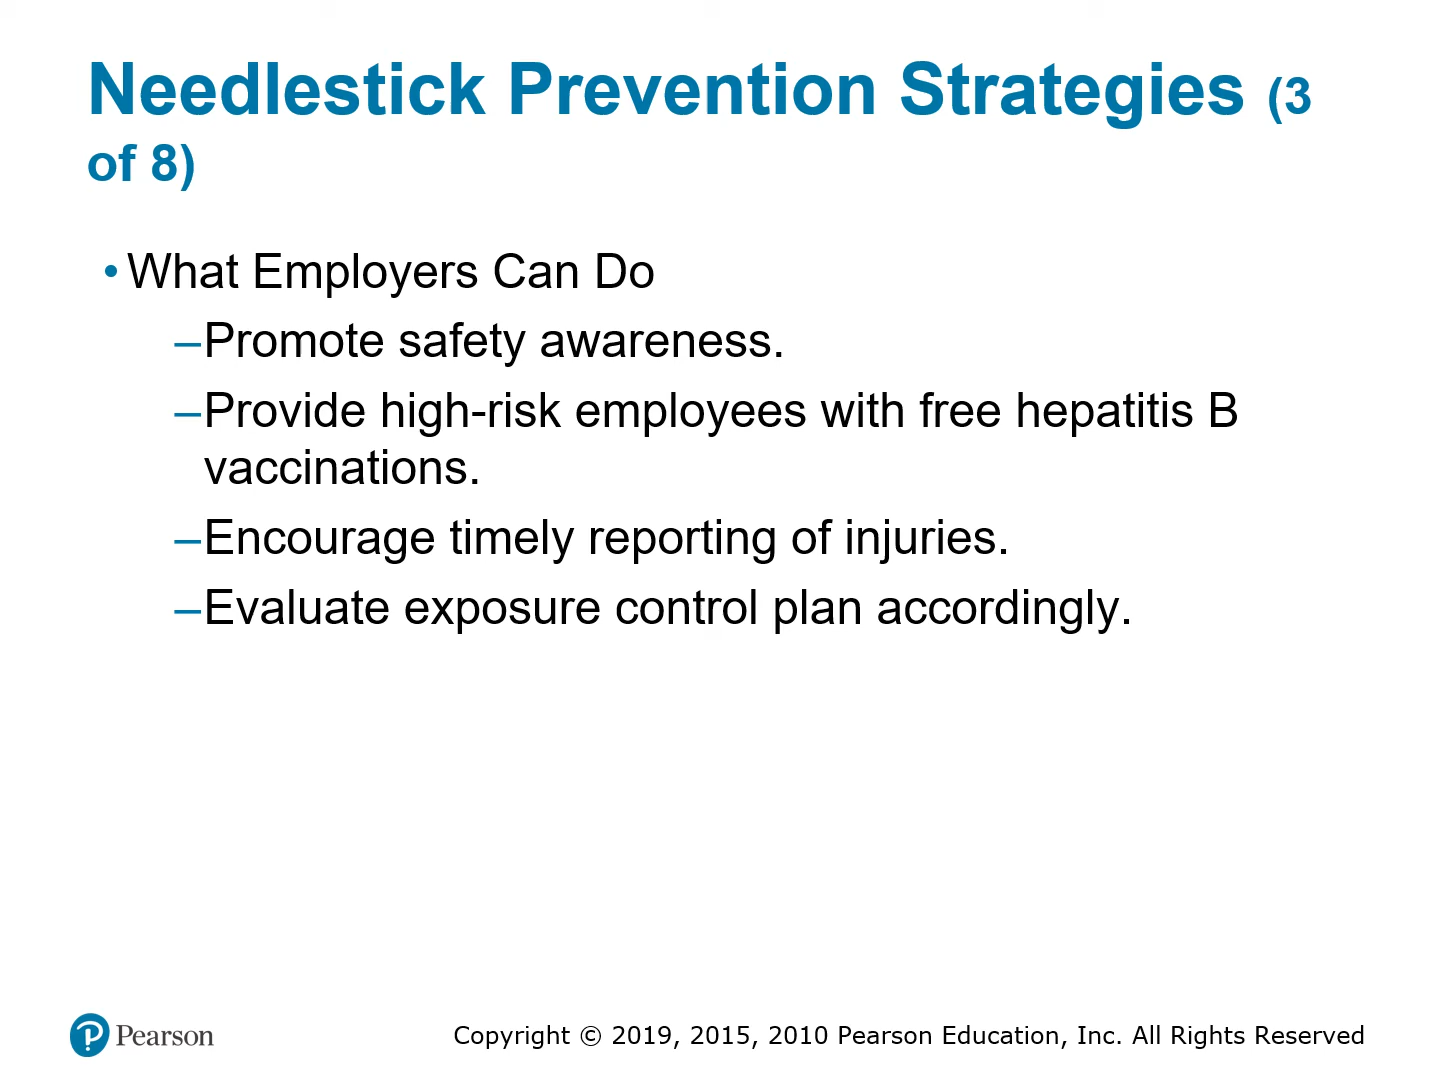 Needlestick Prevention Strategies (3
of 8)
• What Employers Can Do
–Promote safety awareness.
–Provide high-risk employees with free hepatitis B
vaccinations.
–Encourage timely reporting of injuries.
–Evaluate exposure control plan accordingly.
Pearson
Copyright © 2019, 2015, 2010 Pearson Education, Inc. All Rights Reserved